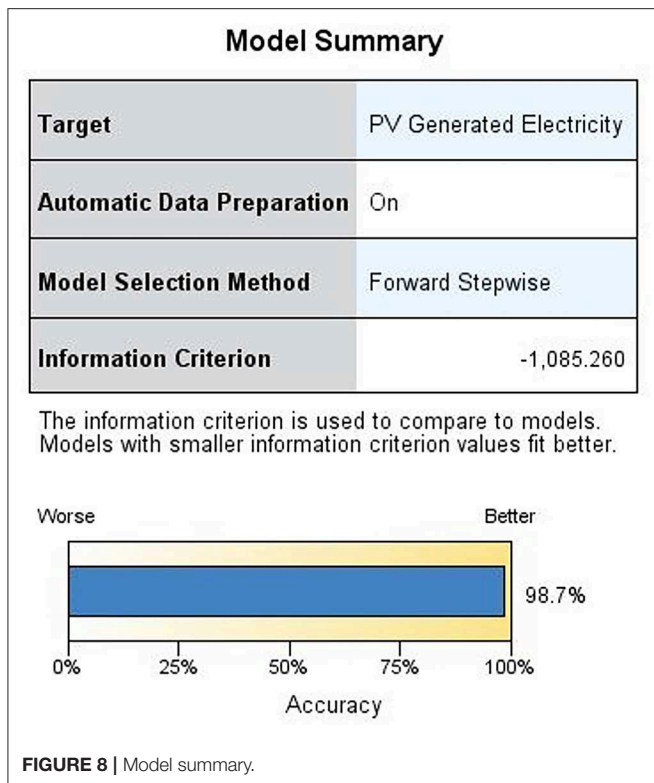 Model Summary
Target PV Generated Electricity
Automatic Data Preparation On
Model Selection Method Forward Stepwise
Information Criterion -1,085.260
The information criterion is used to compare to models.
Models with smaller information criterion values fit better.
Worse Better
98.7%
0% 25% 50% 75% 100%
Accuracy
FIGURE 8 | Model summary.